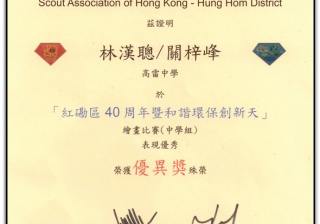 Scout Association of Hong Kong - Hung Hom District
茲證明
林漢聰/關梓峰
高雷中學
於
「紅磡區 40 周年暨和諧環保創新天」
繪畫比賽(中學組)
表現優秀
榮獲優異獎殊榮